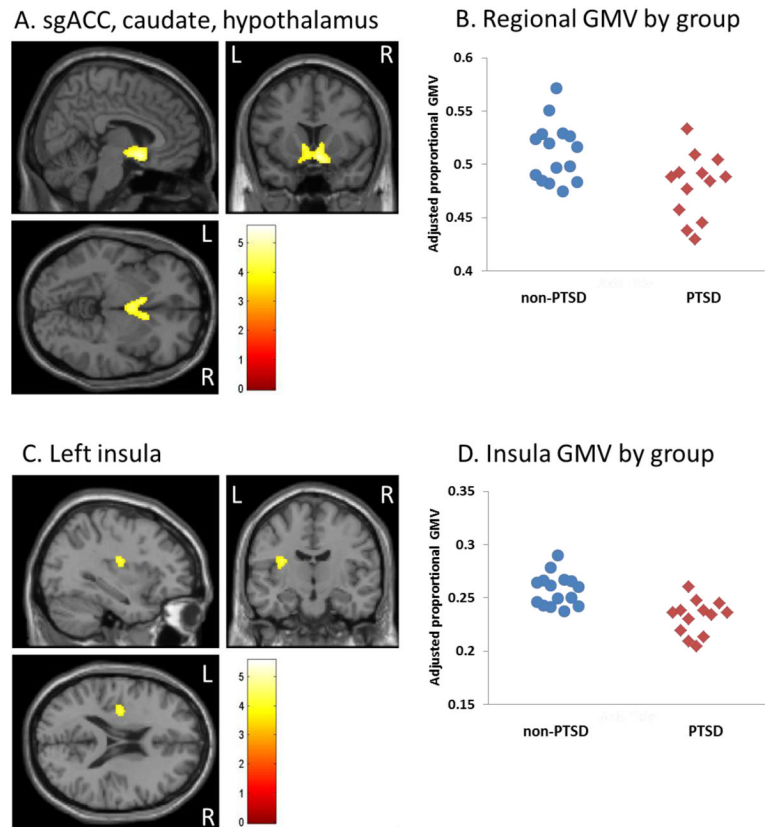 A. sgACC, caudate, hypothalamus
L
R
L
R
5
4
3
2
1
0
B. Regional GMV by group
Adjusted proprortional GMV
0.6
0.55
0.5
0.45
0.4
non-PTSD
PTSD
C. Left insula
L
R
L
R
5
4
3
2
1
0
D. Insula GMV by group
Adjusted proportional GMV
0.35
0.3
0.25
0.2
0.15
non-PTSD
PTSD